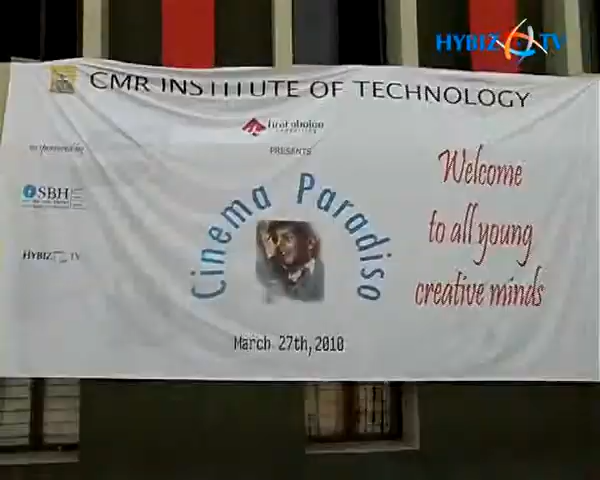 HYBIZ TV
CMR INSTITUTE OF TECHNOLOGY
PRESENTS
Cinema Paradiso
March 27th, 2010
SBH
HYBIZ TV
Welcome
to all young
creative minds